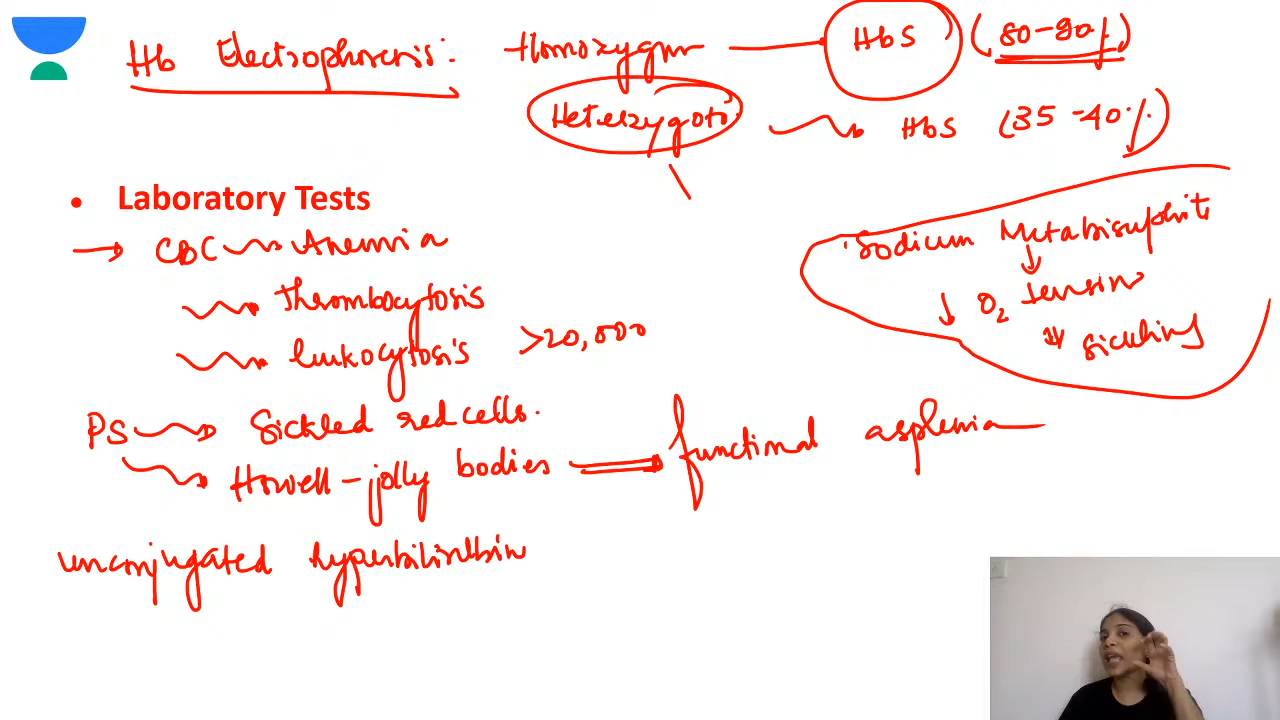 Hb Electrophoresis: Homozygous — HbS (80-90%)
Heterozygote HbS (35-40%)
• Laboratory Tests
→ CBC Anemia
Thrombocytosis
leukocytosis >20,000
Sodium Metabisulphite
↓
↓ O2 tension
↓ Sickling
PS Sickled red cells.
Howell-jolly bodies ⇒ functional asplenia
unconjugated hyperbilirubin